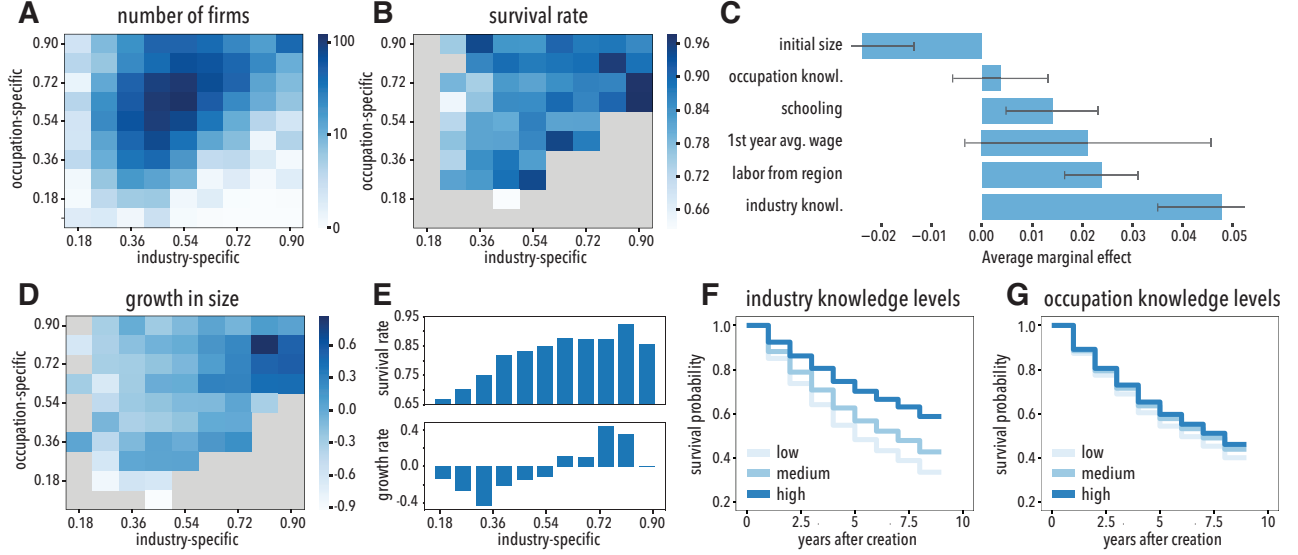 A number of firms
occupation-specific
0.90
0.72
0.54
0.36
0.18
0.18 0.36 0.54 0.72 0.90
industry-specific
100
10
0
B survival rate
occupation-specific
0.90
0.72
0.54
0.36
0.18
0.18 0.36 0.54 0.72 0.90
industry-specific
0.96
0.90
0.84
0.78
0.72
0.66
C
initial size
occupation knowl.
schooling
1st year avg. wage
labor from region
industry knowl.
−0.02 −0.01 0.00 0.01 0.02 0.03 0.04 0.05
Average marginal effect
D growth in size
occupation-specific
0.90
0.72
0.54
0.36
0.18
0.18 0.36 0.54 0.72 0.90
industry-specific
0.6
0.3
0.0
-0.3
-0.6
-0.9
E
survival rate
0.95
0.85
0.75
0.65
growth rate
0.4
0.0
-0.4
0.18 0.36 0.54 0.72 0.90
industry-specific
F industry knowledge levels
survival probability
1.0
0.8
0.6
0.4
0.2
low
medium
high
0 2.5 5 7.5 10
years after creation
G occupation knowledge levels
survival probability
1.0
0.8
0.6
0.4
0.2
low
medium
high
0 2.5 5 7.5 10
years after creation